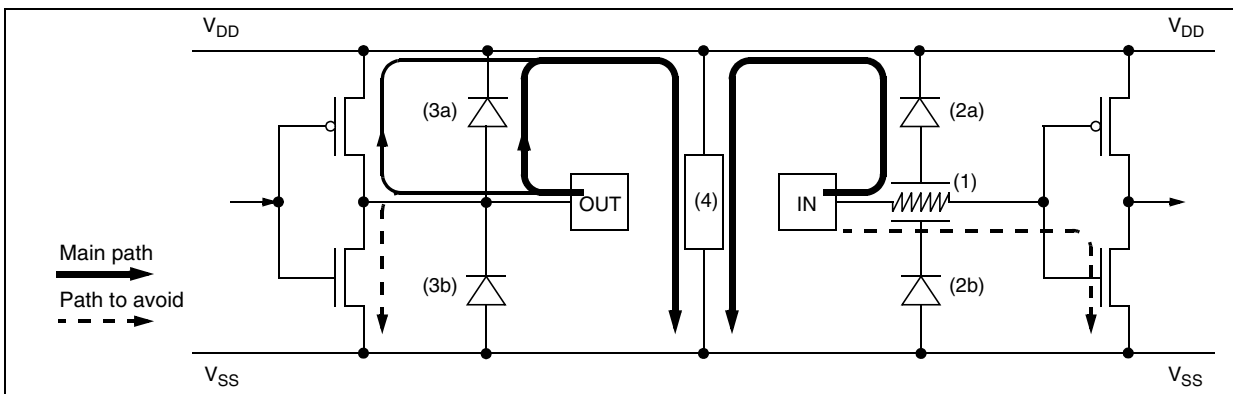 VDD VDD
(3a) (2a)
(1)
OUT (4) IN
Main path
(3b) (2b)
Path to avoid
VSS VSS